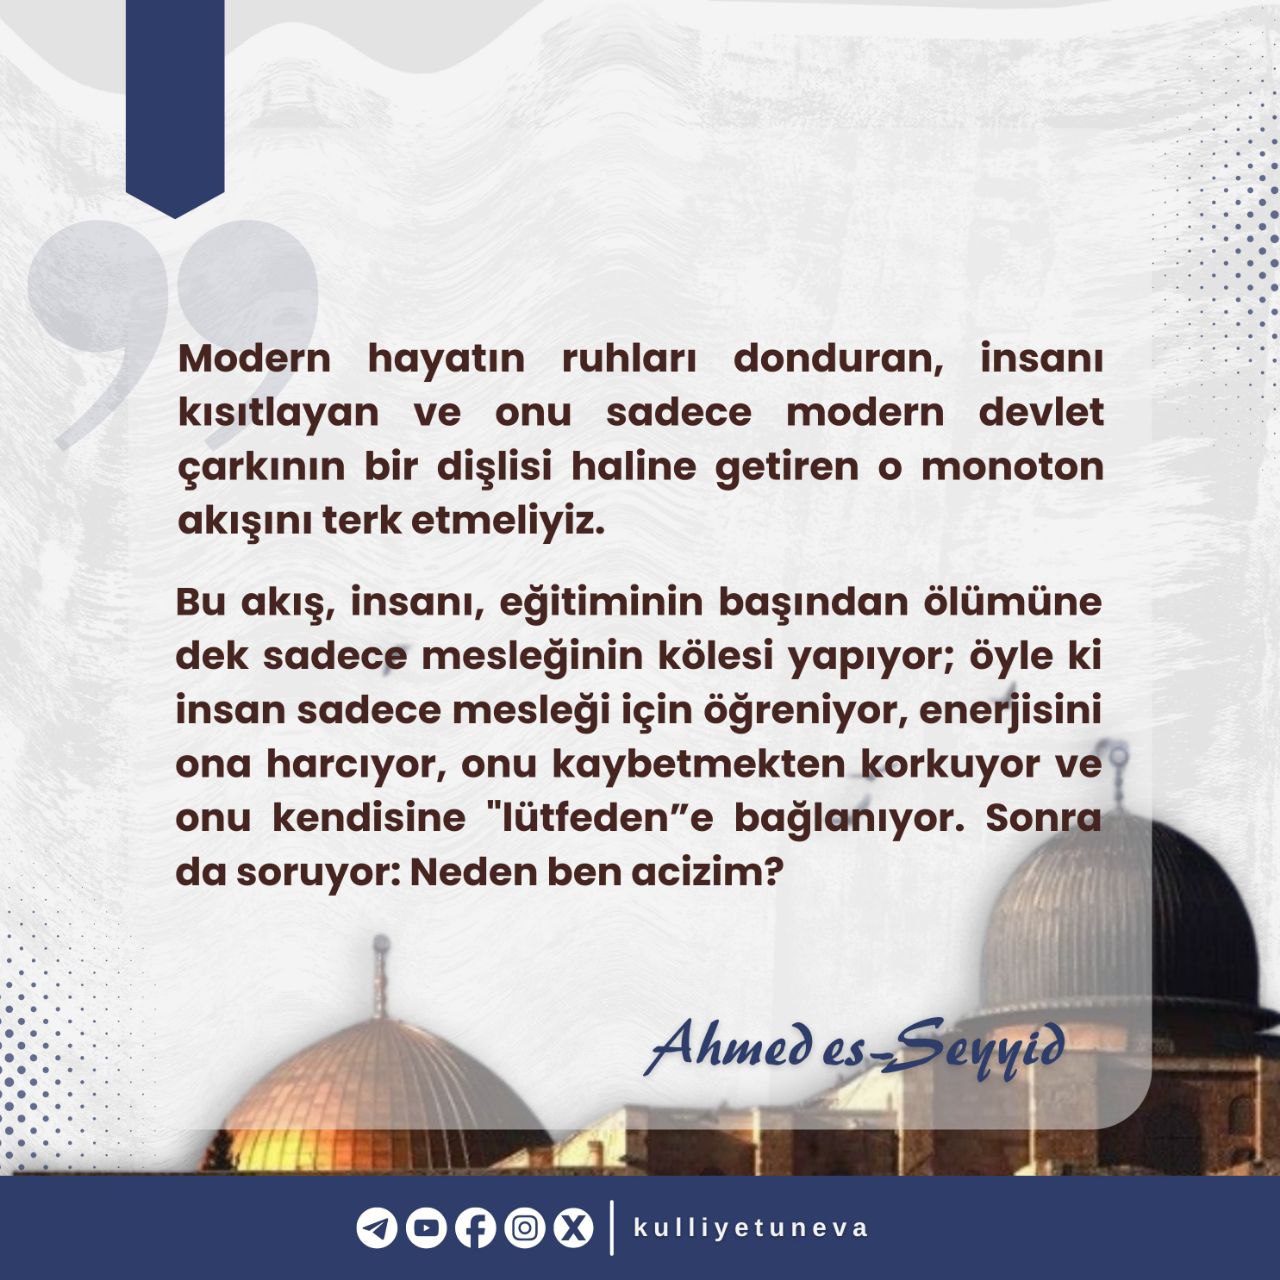 Modern hayatın ruhları donduran, insanı
kısıtlayan ve onu sadece modern devlet
çarkının bir dişlisi haline getiren o monoton
akışını terk etmeliyiz.
Bu akış, insanı, eğitiminin başından ölümüne
dek sadece mesleğinin kölesi yapıyor; öyle ki
insan sadece mesleği için öğreniyor, enerjisini
ona harcıyor, onu kaybetmekten korkuyor ve
onu kendisine "lütfeden”e bağlanıyor. Sonra
da soruyor: Neden ben acizim?
Ahmed es-Seyyid
kulliyetuneva